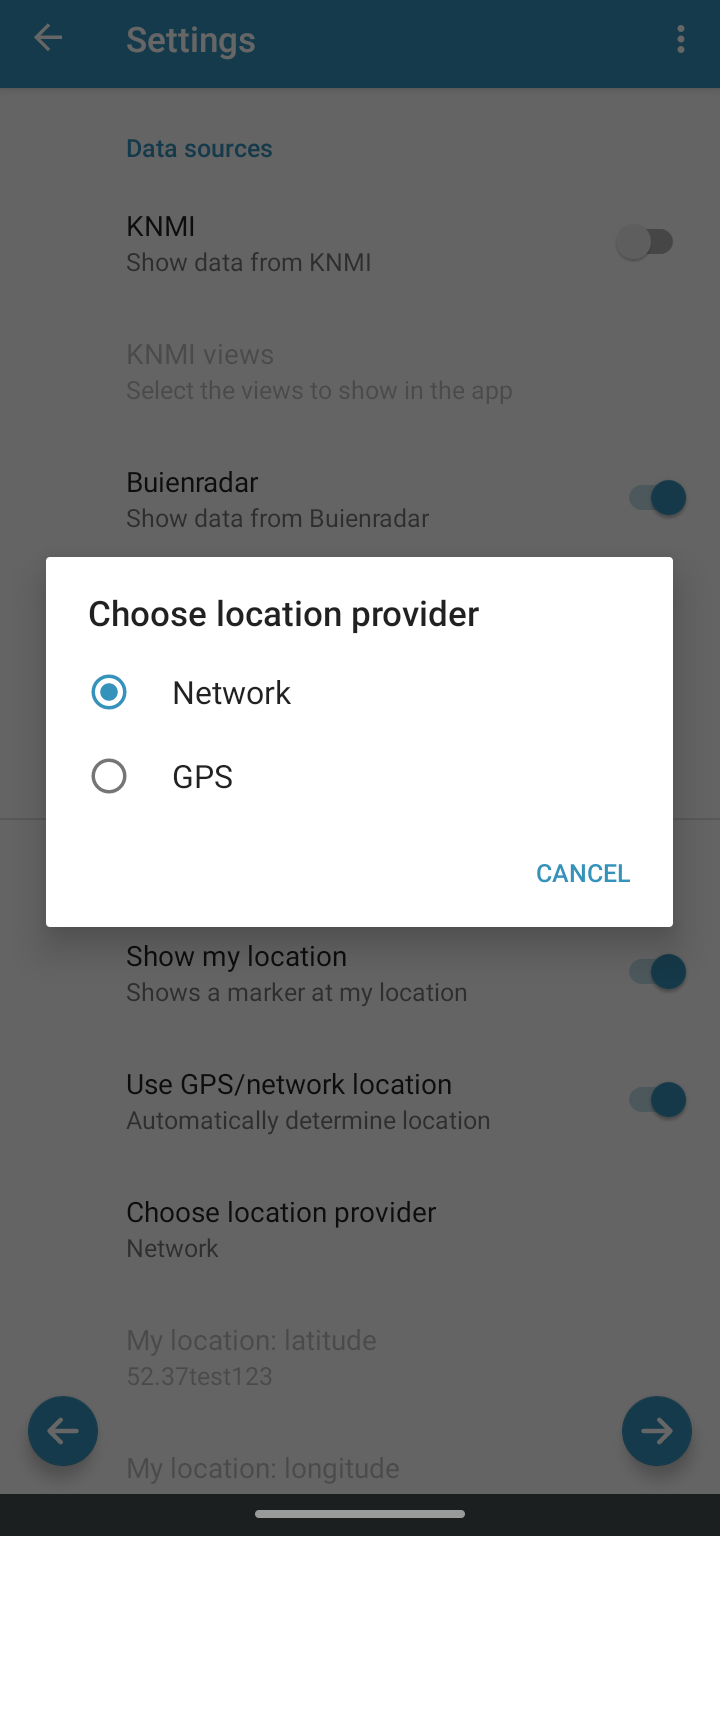 Settings
Data sources
KNMI
Show data from KNMI
KNMI views
Select the views to show in the app
Buienradar
Show data from Buienradar
Choose location provider
Network
GPS
CANCEL
Show my location
Shows a marker at my location
Use GPS/network location
Automatically determine location
Choose location provider
Network
My location: latitude
52.37test123
My location: longitude